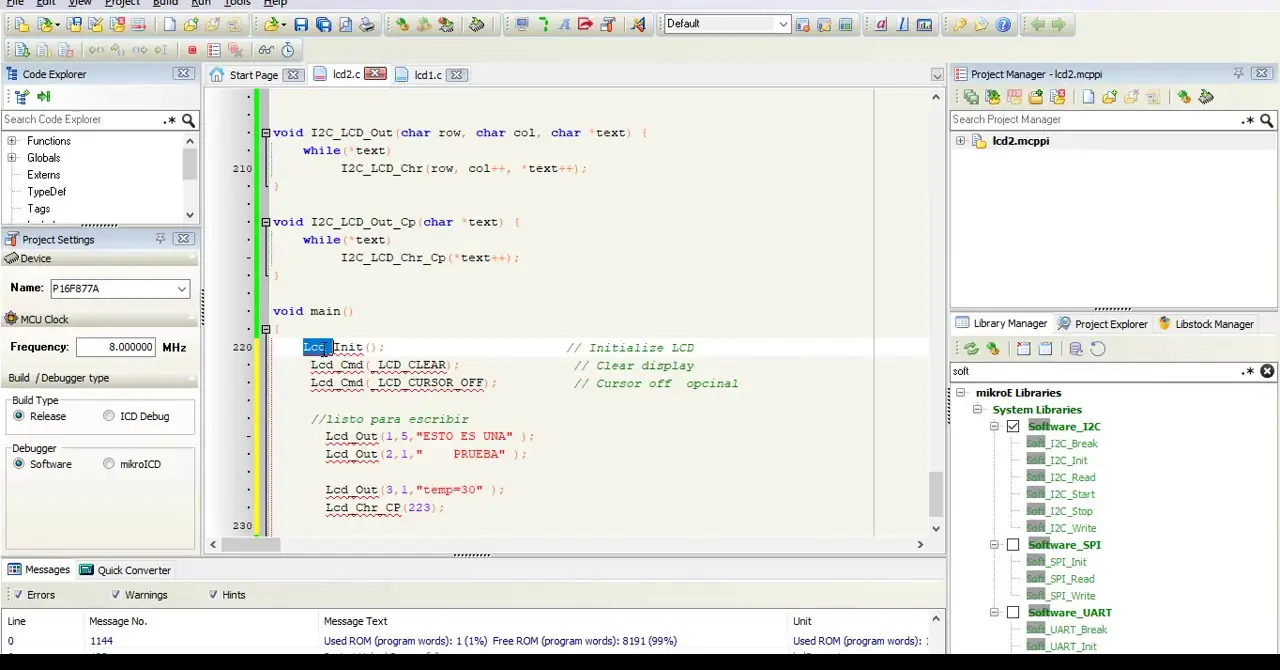 File Edit View Project Build Run Tools Help
Default
Code Explorer
Search Code Explorer
Functions
Globals
Externs
TypeDef
Tags
Project Settings
Device
Name: P16F877A
MCU Clock
Frequency: 8.000000 MHz
Build / Debugger type
Build Type
Release ICD Debug
Debugger
Software mikroICD
Start Page lcd2.c lcd1.c
void I2C_LCD_Out(char row, char col, char *text) {
while(*text)
210 I2C_LCD_Chr(row, col++, *text++);
}
void I2C_LCD_Out_Cp(char *text) {
while(*text)
I2C_LCD_Chr_Cp(*text++);
}
void main()
{
220 Lcd_Init(); // Initialize LCD
Lcd_Cmd(_LCD_CLEAR); // Clear display
Lcd_Cmd(_LCD_CURSOR_OFF); // Cursor off opcinal
//listo para escribir
Lcd_Out(1,5,"ESTO ES UNA" );
Lcd_Out(2,1," PRUEBA" );
Lcd_Out(3,1,"temp=30" );
Lcd_Chr_CP(223);
230
Project Manager - lcd2.mcppi
Search Project Manager
lcd2.mcppi
Library Manager Project Explorer Libstock Manager
soft
mikroE Libraries
System Libraries
Software_I2C
Soft_I2C_Break
Soft_I2C_Init
Soft_I2C_Read
Soft_I2C_Start
Soft_I2C_Stop
Soft_I2C_Write
Software_SPI
Soft_SPI_Init
Soft_SPI_Read
Soft_SPI_Write
Software_UART
Soft_UART_Break
Soft_UART_Init
Messages Quick Converter
Errors Warnings Hints
Line Message No. Message Text Unit
0 1144 Used ROM (program words): 1 (1%) Free ROM (program words): 8191 (99%) Used ROM (program words):